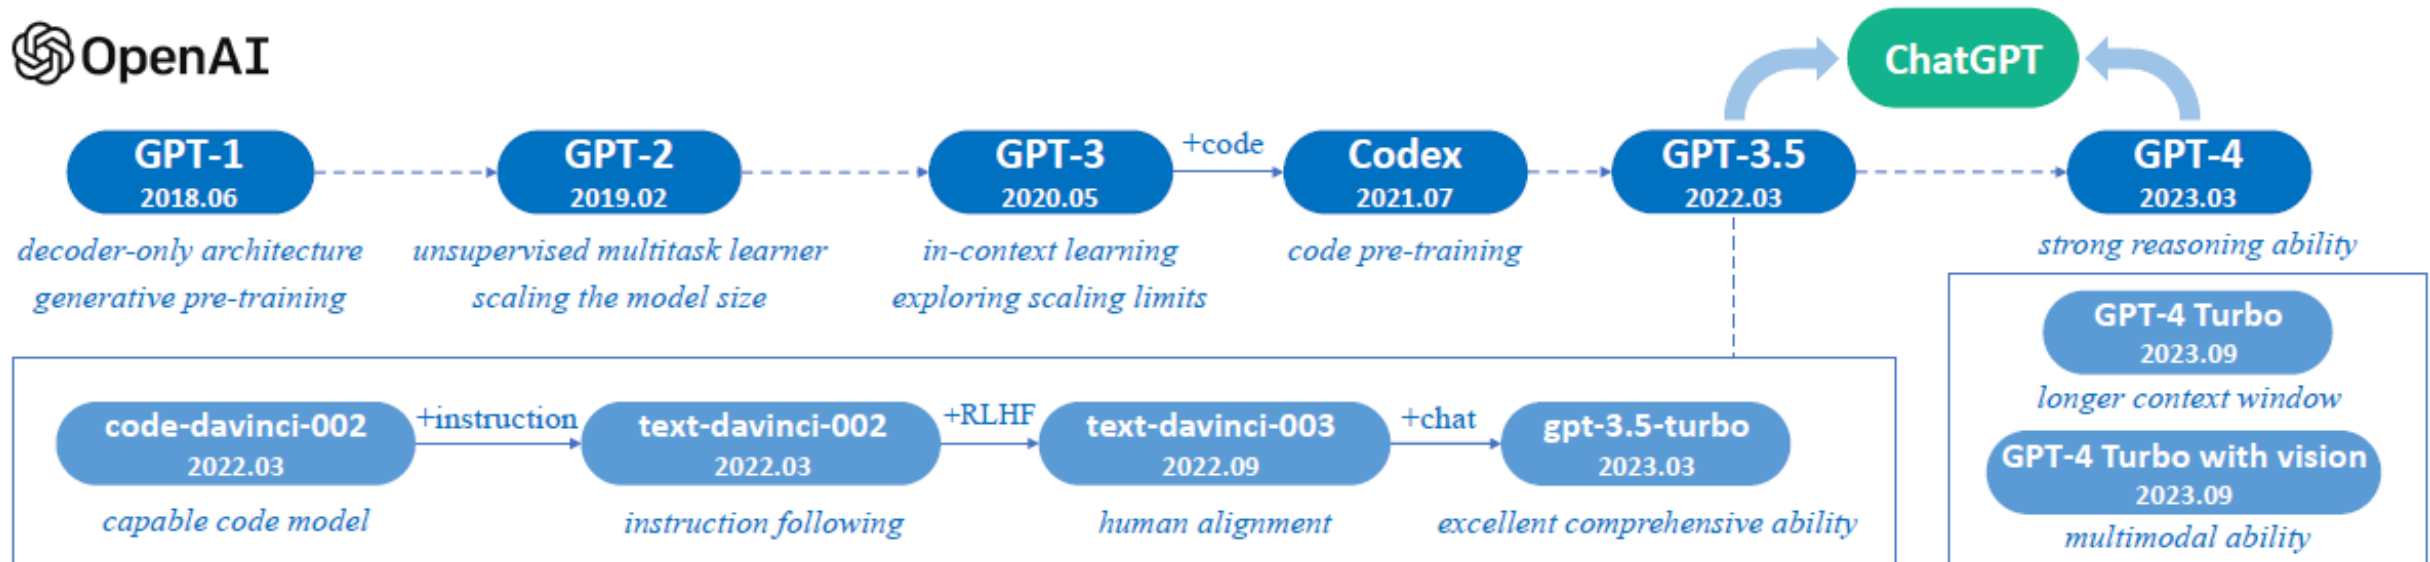 OpenAI
ChatGPT
GPT-1
2018.06
decoder-only architecture
generative pre-training
GPT-2
2019.02
unsupervised multitask learner
scaling the model size
GPT-3
2020.05
in-context learning
exploring scaling limits
+code
Codex
2021.07
code pre-training
GPT-3.5
2022.03
GPT-4
2023.03
strong reasoning ability
code-davinci-002
2022.03
capable code model
+instruction
text-davinci-002
2022.03
instruction following
+RLHF
text-davinci-003
2022.09
human alignment
+chat
gpt-3.5-turbo
2023.03
excellent comprehensive ability
GPT-4 Turbo
2023.09
longer context window
GPT-4 Turbo with vision
2023.09
multimodal ability